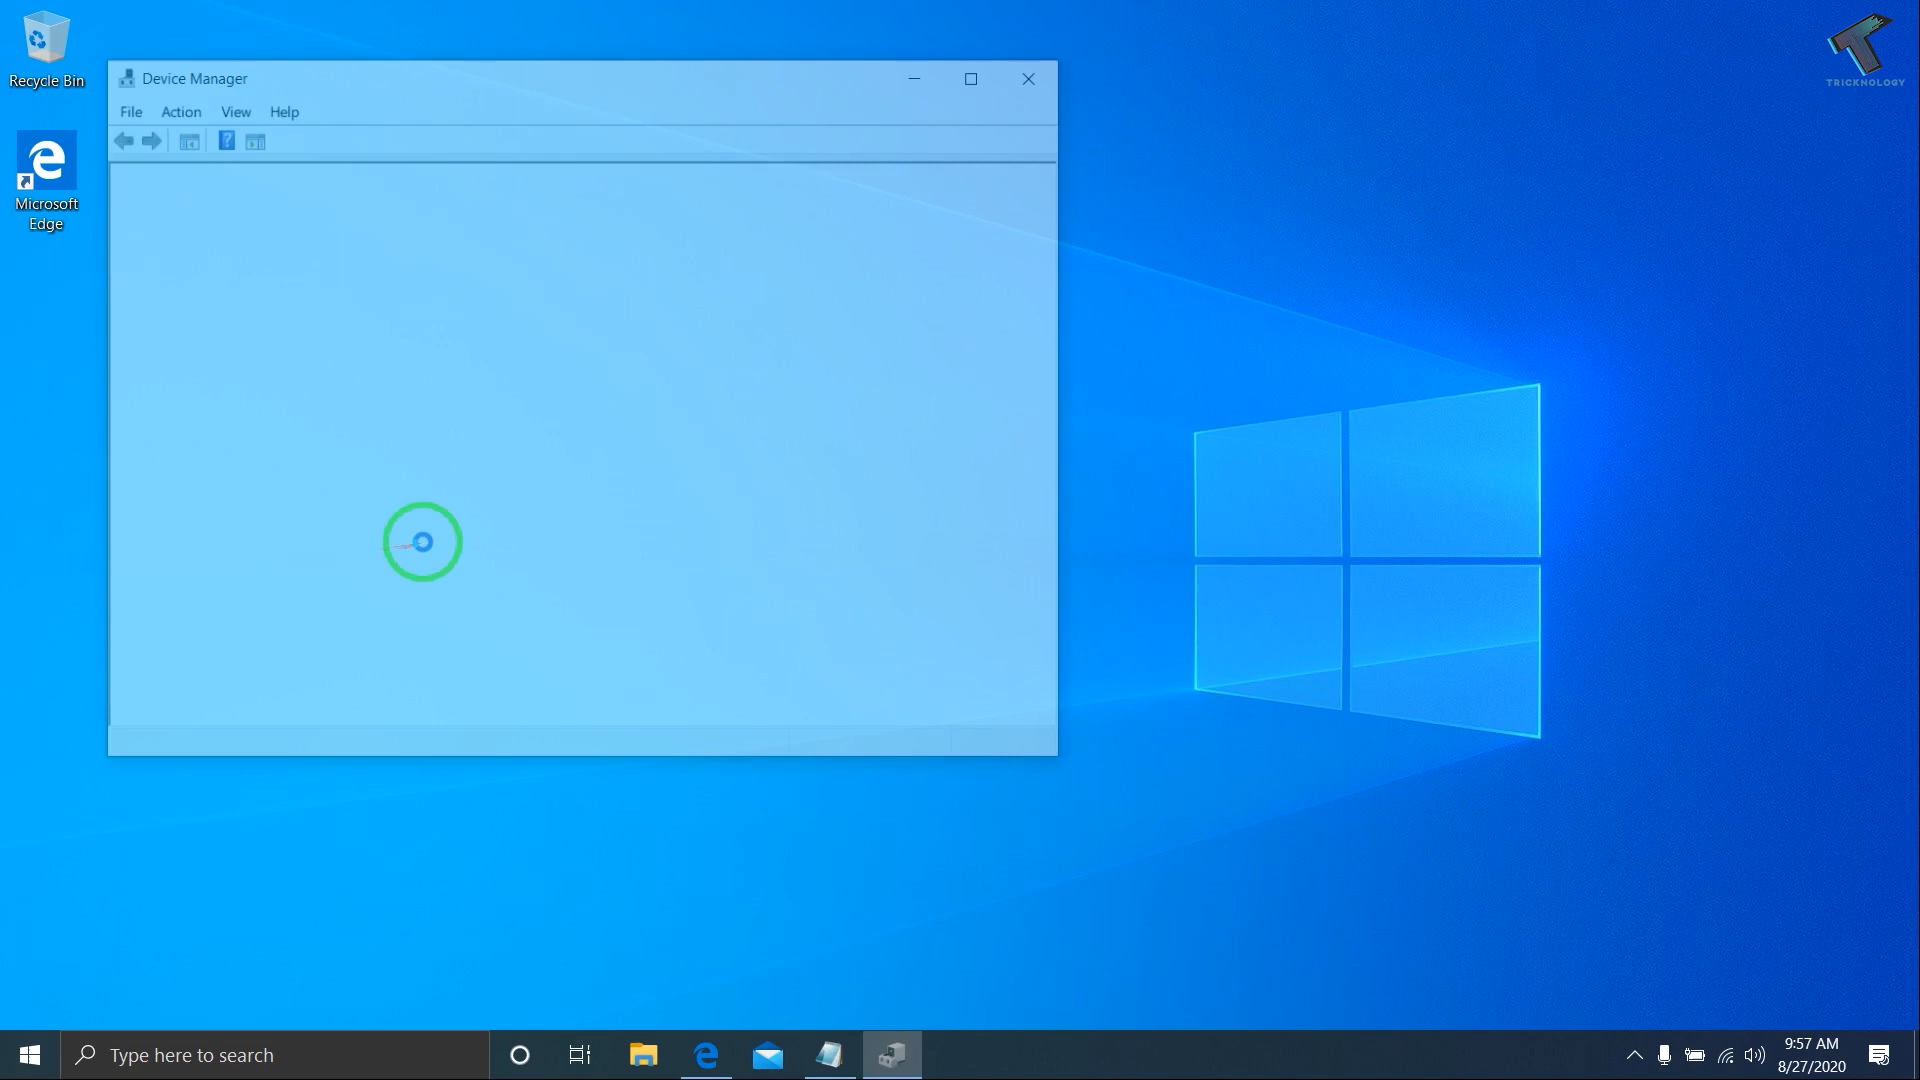 Recycle Bin
Microsoft
Edge
Device Manager
File Action View Help
?
TRICKNOLOGY
Type here to search
9:57 AM
8/27/2020